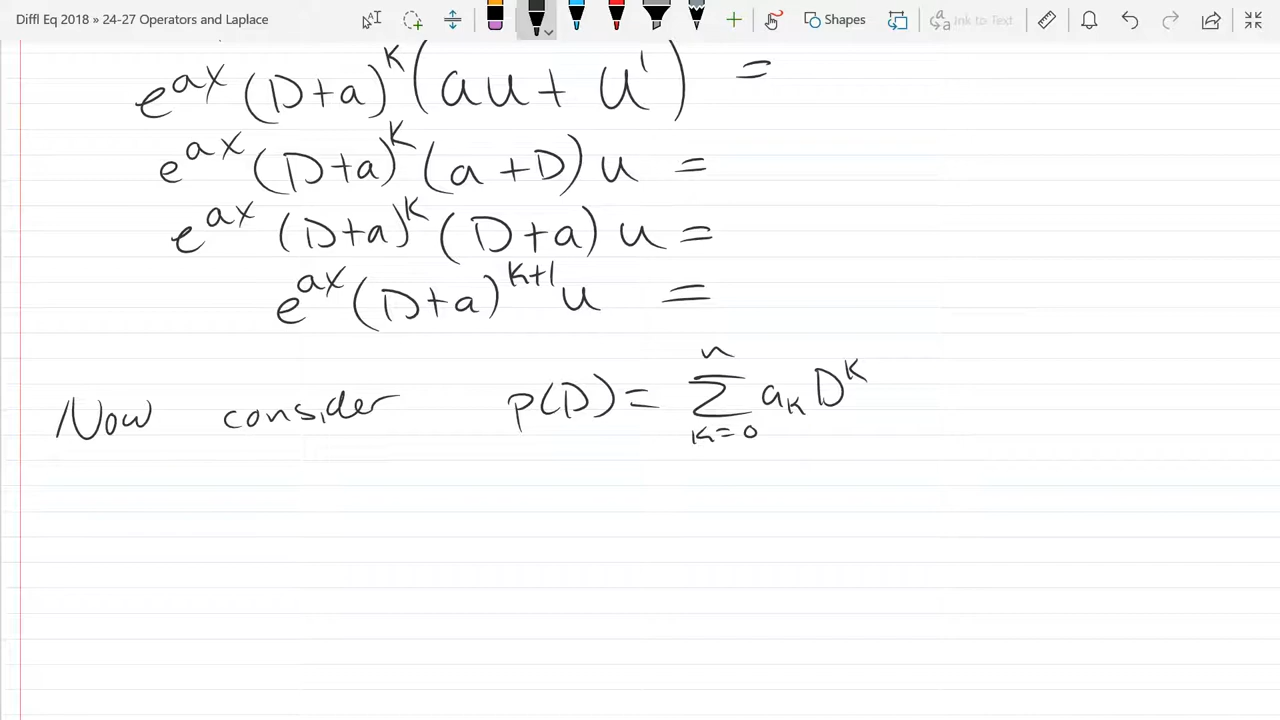 Diffl Eq 2018 » 24-27 Operators and Laplace
Shapes
Ink to Text
e^{ax} (D+a)^k (au + u') =
e^{ax} (D+a)^k (a+D) u =
e^{ax} (D+a)^k (D+a) u =
e^{ax} (D+a)^{k+1} u =
Now consider p(D) = \sum_{k=0}^{n} a_k D^k